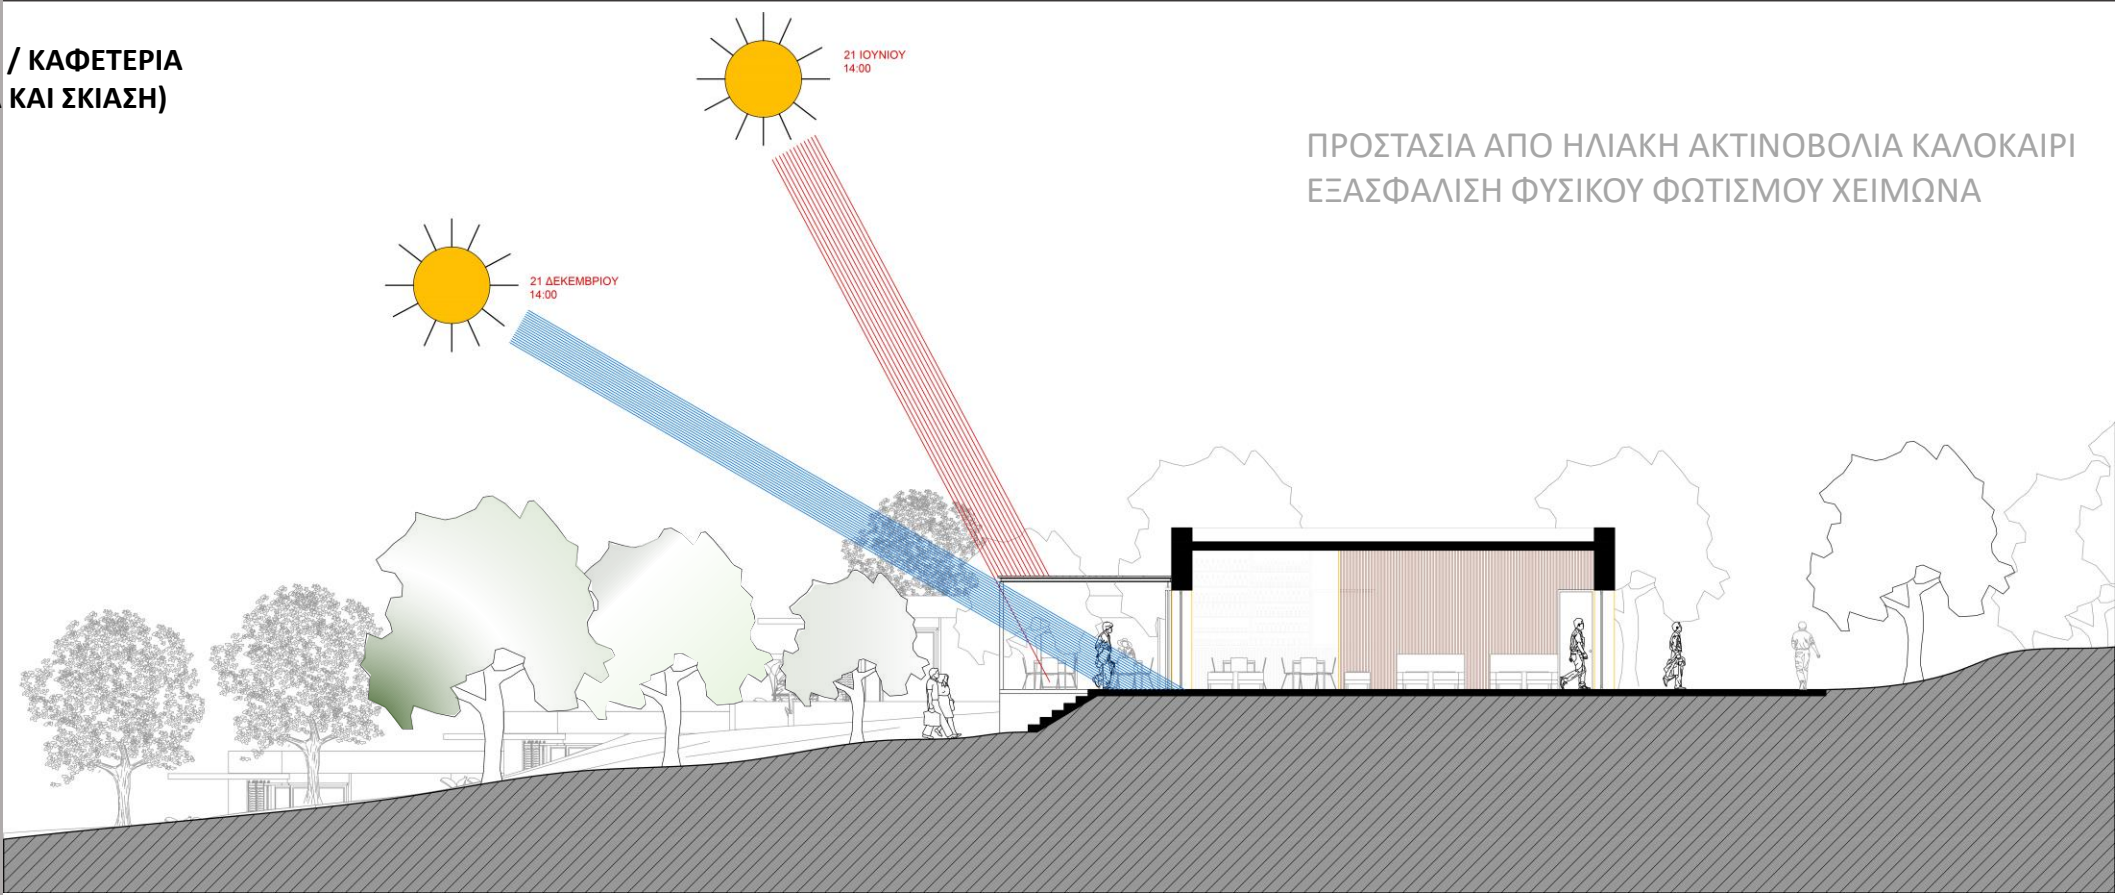 / ΚΑΦΕΤΕΡΙΑ
ΚΑΙ ΣΚΙΑΣΗ)
21 ΙΟΥΝΙΟΥ
14:00
ΠΡΟΣΤΑΣΙΑ ΑΠΟ ΗΛΙΑΚΗ ΑΚΤΙΝΟΒΟΛΙΑ ΚΑΛΟΚΑΙΡΙ
ΕΞΑΣΦΑΛΙΣΗ ΦΥΣΙΚΟΥ ΦΩΤΙΣΜΟΥ ΧΕΙΜΩΝΑ
21 ΔΕΚΕΜΒΡΙΟΥ
14:00